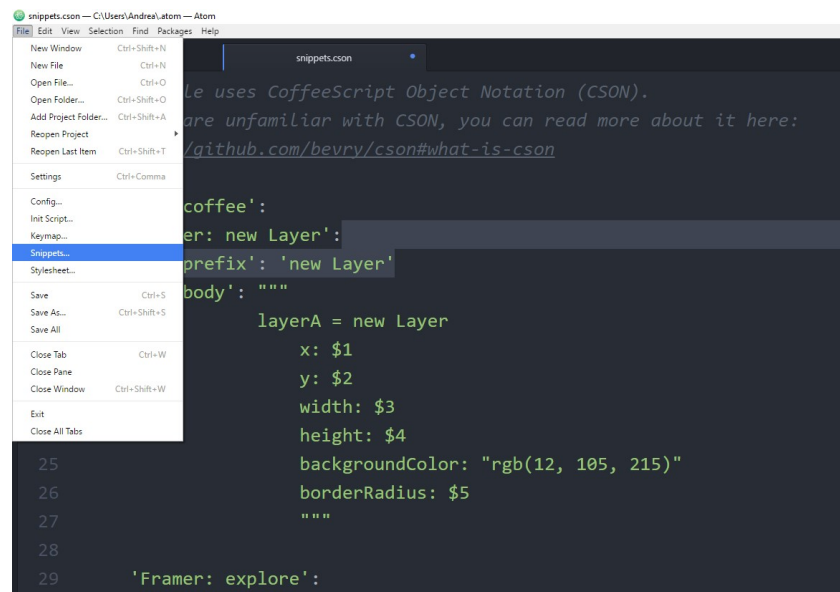 snippets.cson — C:\Users\Andrea\.atom — Atom
File Edit View Selection Find Packages Help
New Window Ctrl+Shift+N
New File Ctrl+N
Open File... Ctrl+O
Open Folder... Ctrl+Shift+O
Add Project Folder... Ctrl+Shift+A
Reopen Project
Reopen Last Item Ctrl+Shift+T
Settings Ctrl+Comma
Config...
Init Script...
Keymap...
Snippets...
Stylesheet...
Save Ctrl+S
Save As... Ctrl+Shift+S
Save All
Close Tab Ctrl+W
Close Pane
Close Window Ctrl+Shift+W
Exit
Close All Tabs
snippets.cson
le uses CoffeeScript Object Notation (CSON).
are unfamiliar with CSON, you can read more about it here:
/github.com/bevry/cson#what-is-cson
coffee':
er: new Layer':
prefix': 'new Layer'
body': """
layerA = new Layer
x: $1
y: $2
width: $3
height: $4
25 backgroundColor: "rgb(12, 105, 215)"
26 borderRadius: $5
27 """
28
29 'Framer: explore':